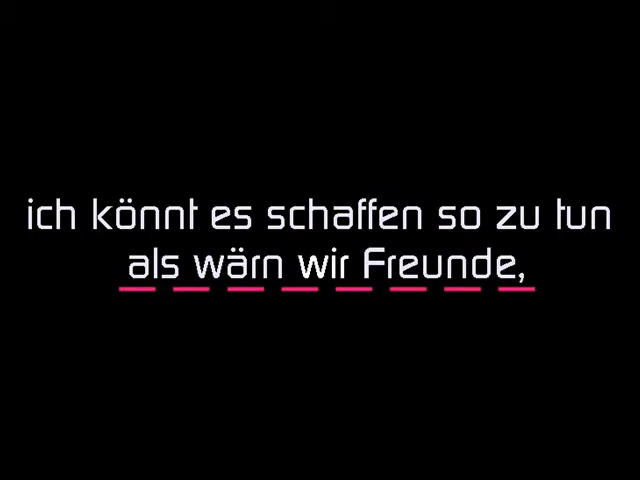 ich könnt es schaffen so zu tun
als wärn wir Freunde,